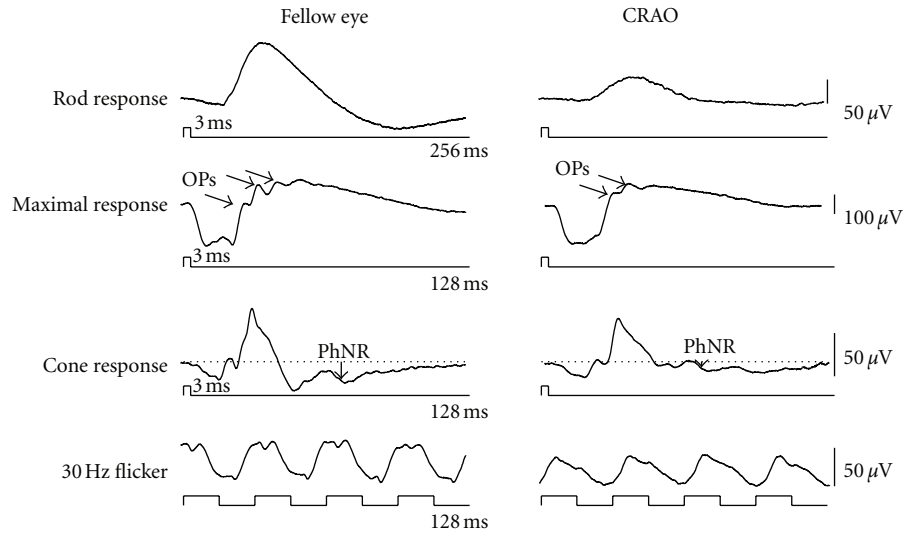 Fellow eye
CRAO
Rod response
3 ms
256 ms
50 μV
Maximal response
OPs
3 ms
128 ms
OPs
100 μV
Cone response
PhNR
3 ms
128 ms
PhNR
50 μV
30 Hz flicker
128 ms
50 μV